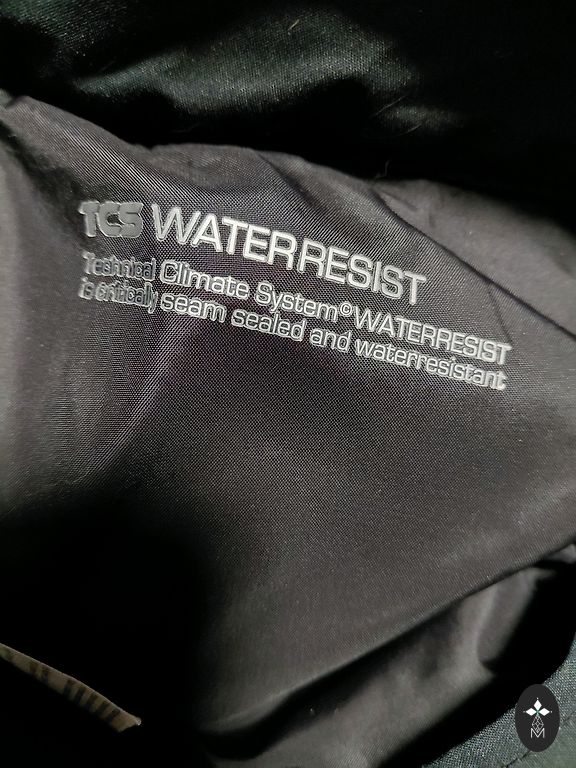 TCS WATERRESIST
Technical Climate System© WATERRESIST
is critically seam sealed and waterresistant
M